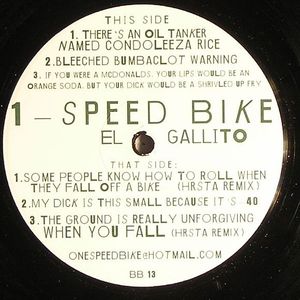 THIS SIDE
1. THERE'S AN OIL TANKER
NAMED CONDOLEEZA RICE
2. BLEECHED BUMBACLOT WARNING
3. IF YOU WERE A MCDONALDS. YOUR LIPS WOULD BE AN
ORANGE SODA. BUT YOUR DICK WOULD BE A SHRIVLED UP FRY
1 - SPEED BIKE
EL GALLITO
THAT SIDE:
1. SOME PEOPLE KNOW HOW TO ROLL WHEN
THEY FALL OFF A BIKE (HRSTA REMIX)
2. MY DICK IS THIS SMALL BECAUSE IT'S -40
3. THE GROUND IS REALLY UNFORGIVING
WHEN YOU FALL (HRSTA REMIX)
ONESPEEDBIKE@HOTMAIL.COM
BB 13